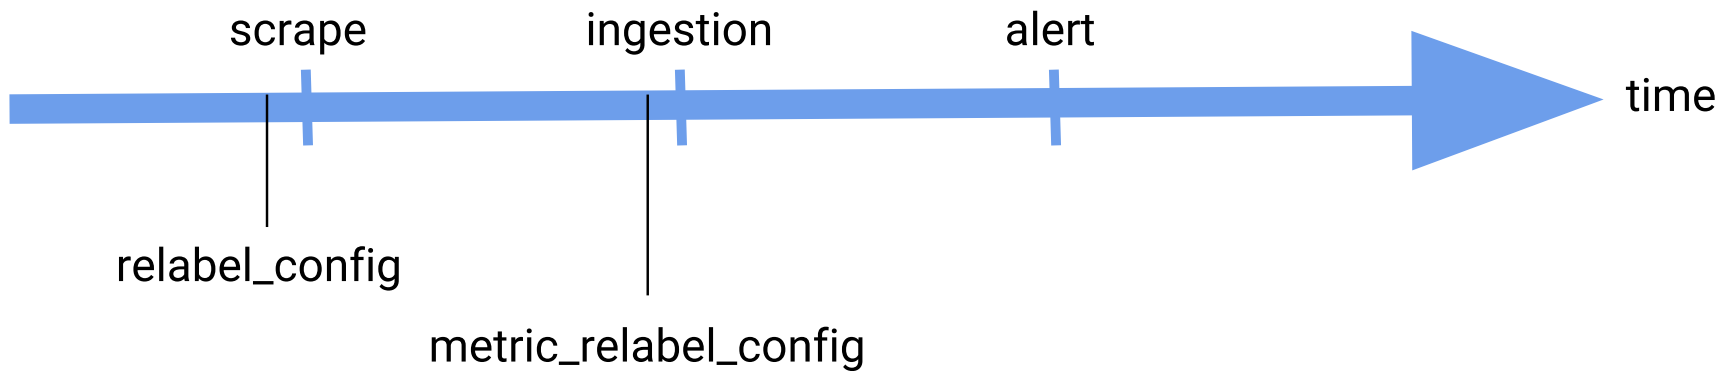 scrape
ingestion
alert
time
relabel_config
metric_relabel_config